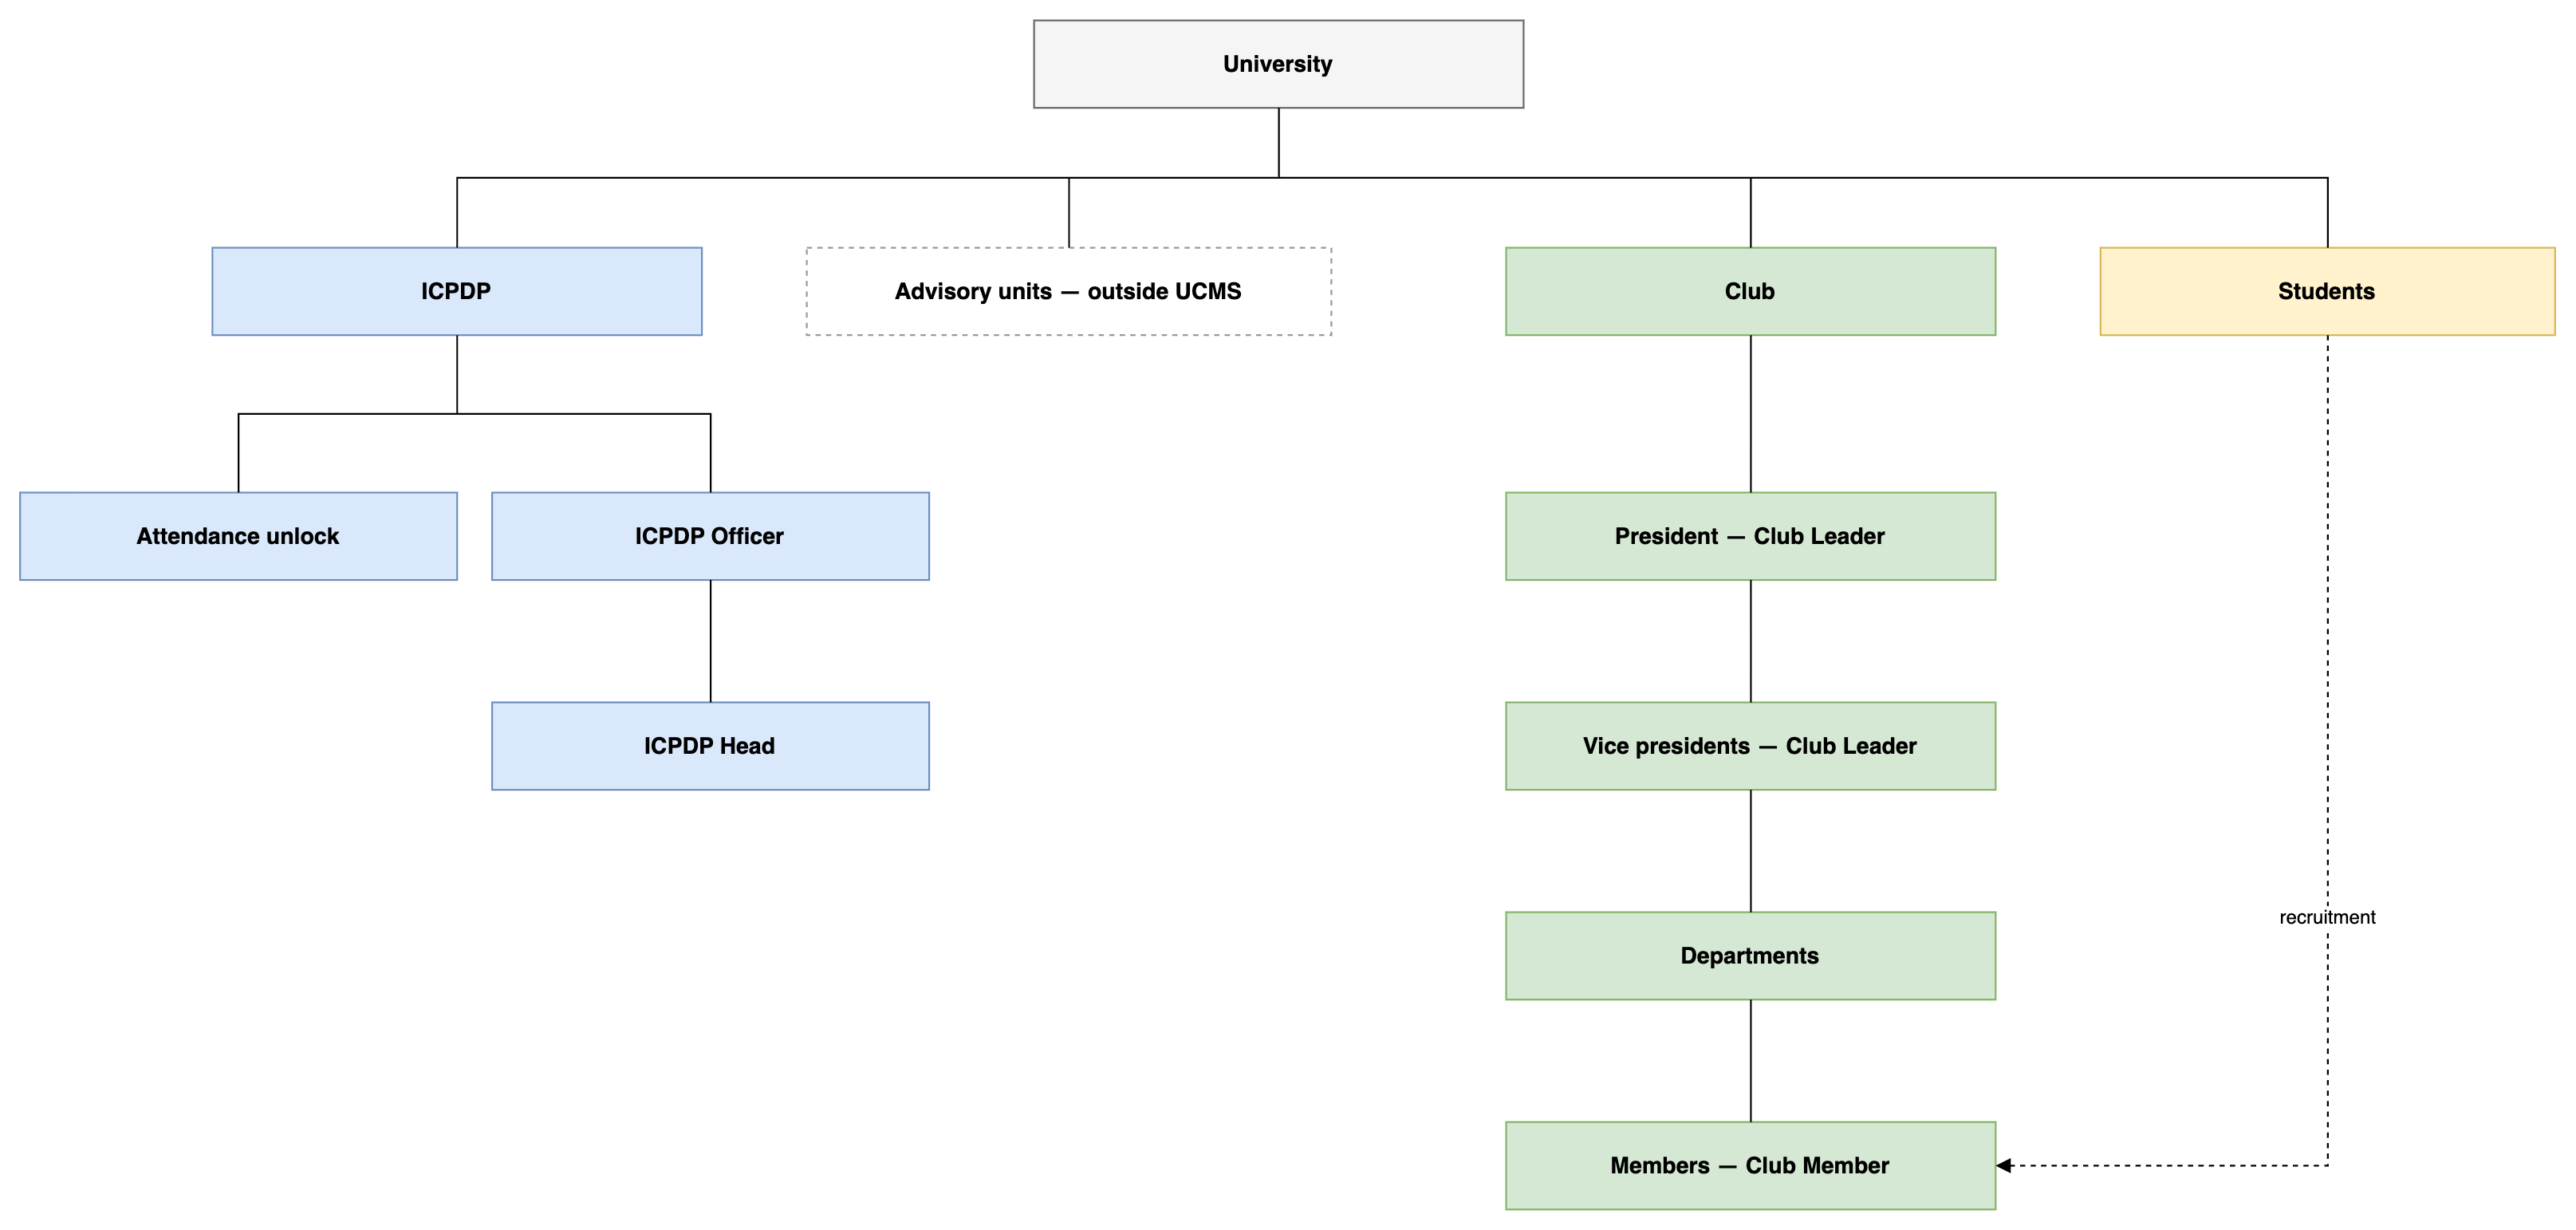 University
ICPDP
Advisory units — outside UCMS
Club
Students
Attendance unlock
ICPDP Officer
President — Club Leader
ICPDP Head
Vice presidents — Club Leader
recruitment
Departments
Members — Club Member